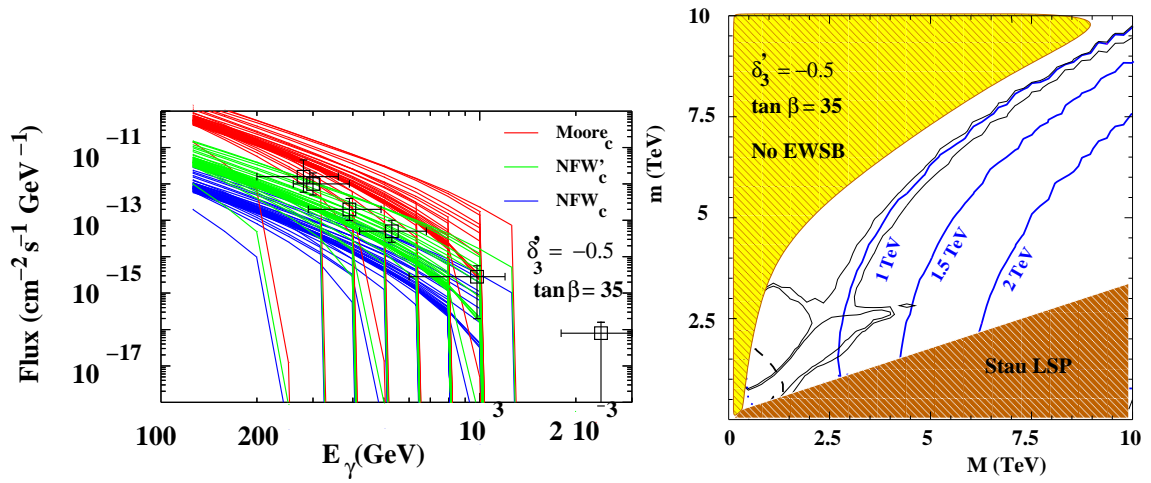 Flux (cm⁻² s⁻¹ GeV⁻¹)
10⁻¹¹
10⁻¹³
10⁻¹⁵
10⁻¹⁷
Moore_c
NFW'_c
NFW_c
δ'₃ = −0.5
tan β = 35
100
200
10³
2 10⁻³
E_γ(GeV)
m (TeV)
10
7.5
5
2.5
δ'₃ = −0.5
tan β = 35
No EWSB
1 TeV
1.5 TeV
2 TeV
Stau LSP
0
2.5
5
7.5
10
M (TeV)